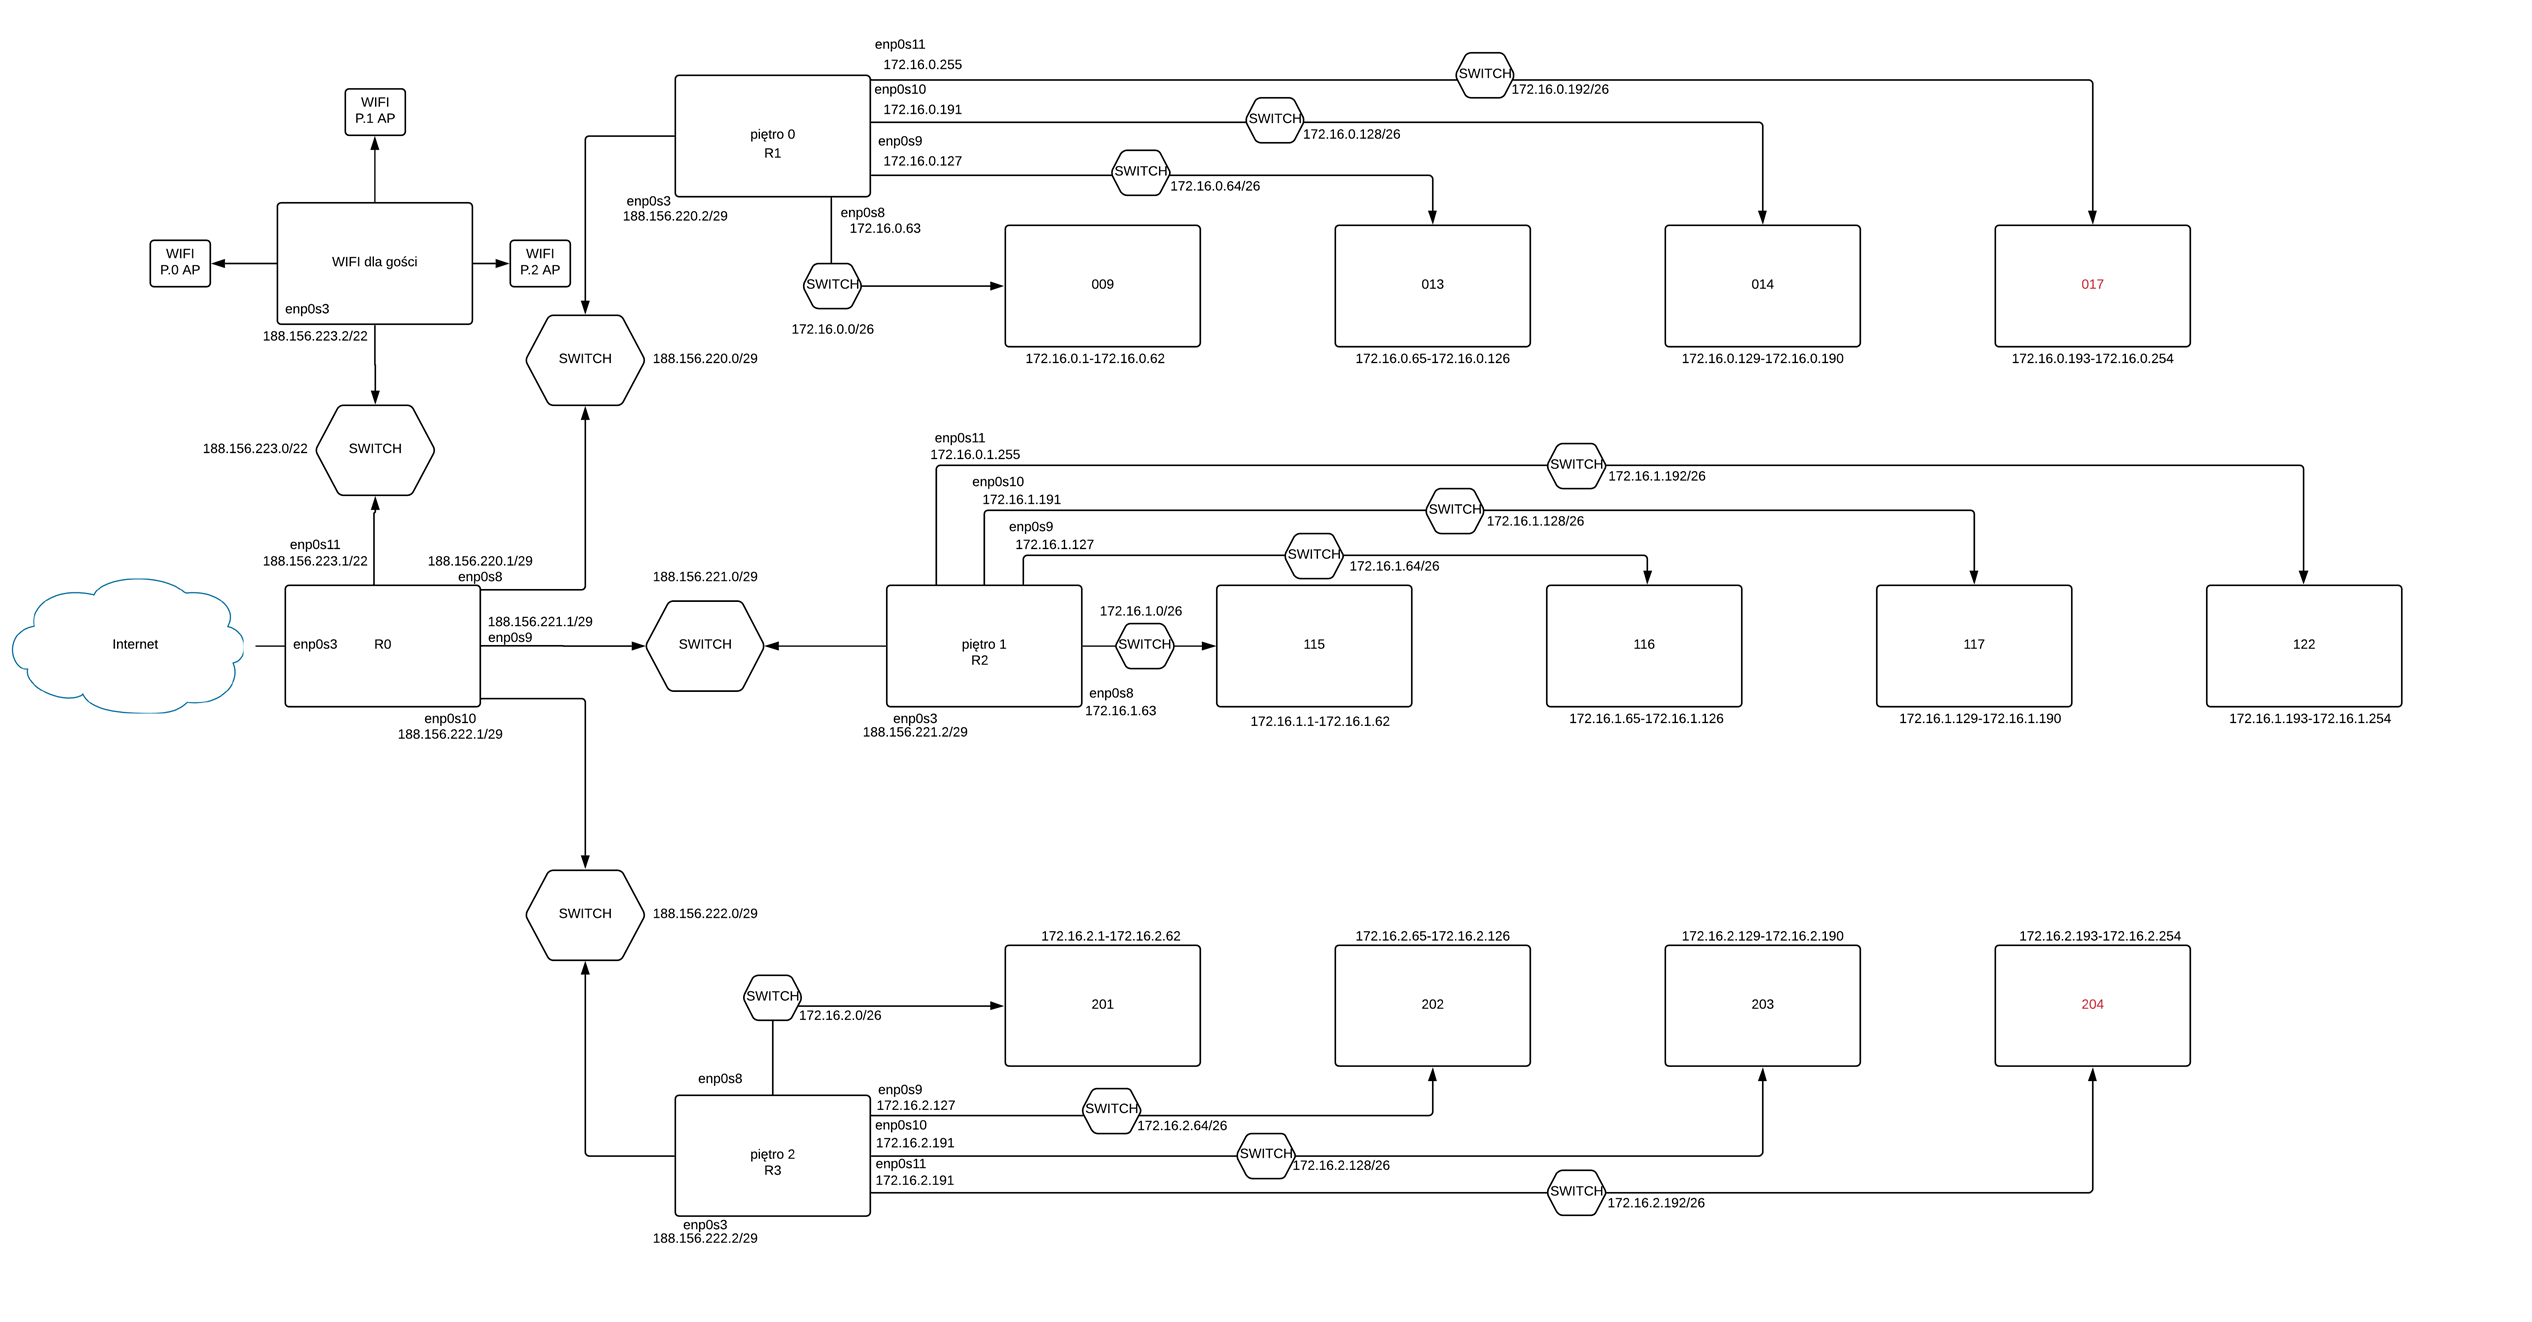 enp0s11
172.16.0.255
SWITCH
172.16.0.192/26
enp0s10
172.16.0.191
SWITCH
172.16.0.128/26
enp0s9
172.16.0.127
SWITCH
172.16.0.64/26
piętro 0
R1
enp0s3
188.156.220.2/29
enp0s8
172.16.0.63
SWITCH
172.16.0.0/26
009
172.16.0.1-172.16.0.62
013
172.16.0.65-172.16.0.126
014
172.16.0.129-172.16.0.190
017
172.16.0.193-172.16.0.254
WIFI
P.1 AP
WIFI
P.0 AP
WIFI dla gości
WIFI
P.2 AP
enp0s3
188.156.223.2/22
SWITCH
188.156.220.0/29
188.156.223.0/22
SWITCH
enp0s11
188.156.223.1/22
188.156.220.1/29
enp0s8
Internet
enp0s3
R0
188.156.221.1/29
enp0s9
188.156.221.0/29
SWITCH
enp0s10
188.156.222.1/29
enp0s11
172.16.0.1.255
SWITCH
172.16.1.192/26
enp0s10
172.16.1.191
SWITCH
172.16.1.128/26
enp0s9
172.16.1.127
SWITCH
172.16.1.64/26
piętro 1
R2
172.16.1.0/26
SWITCH
enp0s8
172.16.1.63
enp0s3
188.156.221.2/29
115
172.16.1.1-172.16.1.62
116
172.16.1.65-172.16.1.126
117
172.16.1.129-172.16.1.190
122
172.16.1.193-172.16.1.254
SWITCH
188.156.222.0/29
172.16.2.1-172.16.2.62
201
172.16.2.65-172.16.2.126
202
172.16.2.129-172.16.2.190
203
172.16.2.193-172.16.2.254
204
SWITCH
172.16.2.0/26
enp0s8
enp0s9
172.16.2.127
SWITCH
172.16.2.64/26
enp0s10
172.16.2.191
SWITCH
172.16.2.128/26
enp0s11
172.16.2.191
SWITCH
172.16.2.192/26
piętro 2
R3
enp0s3
188.156.222.2/29